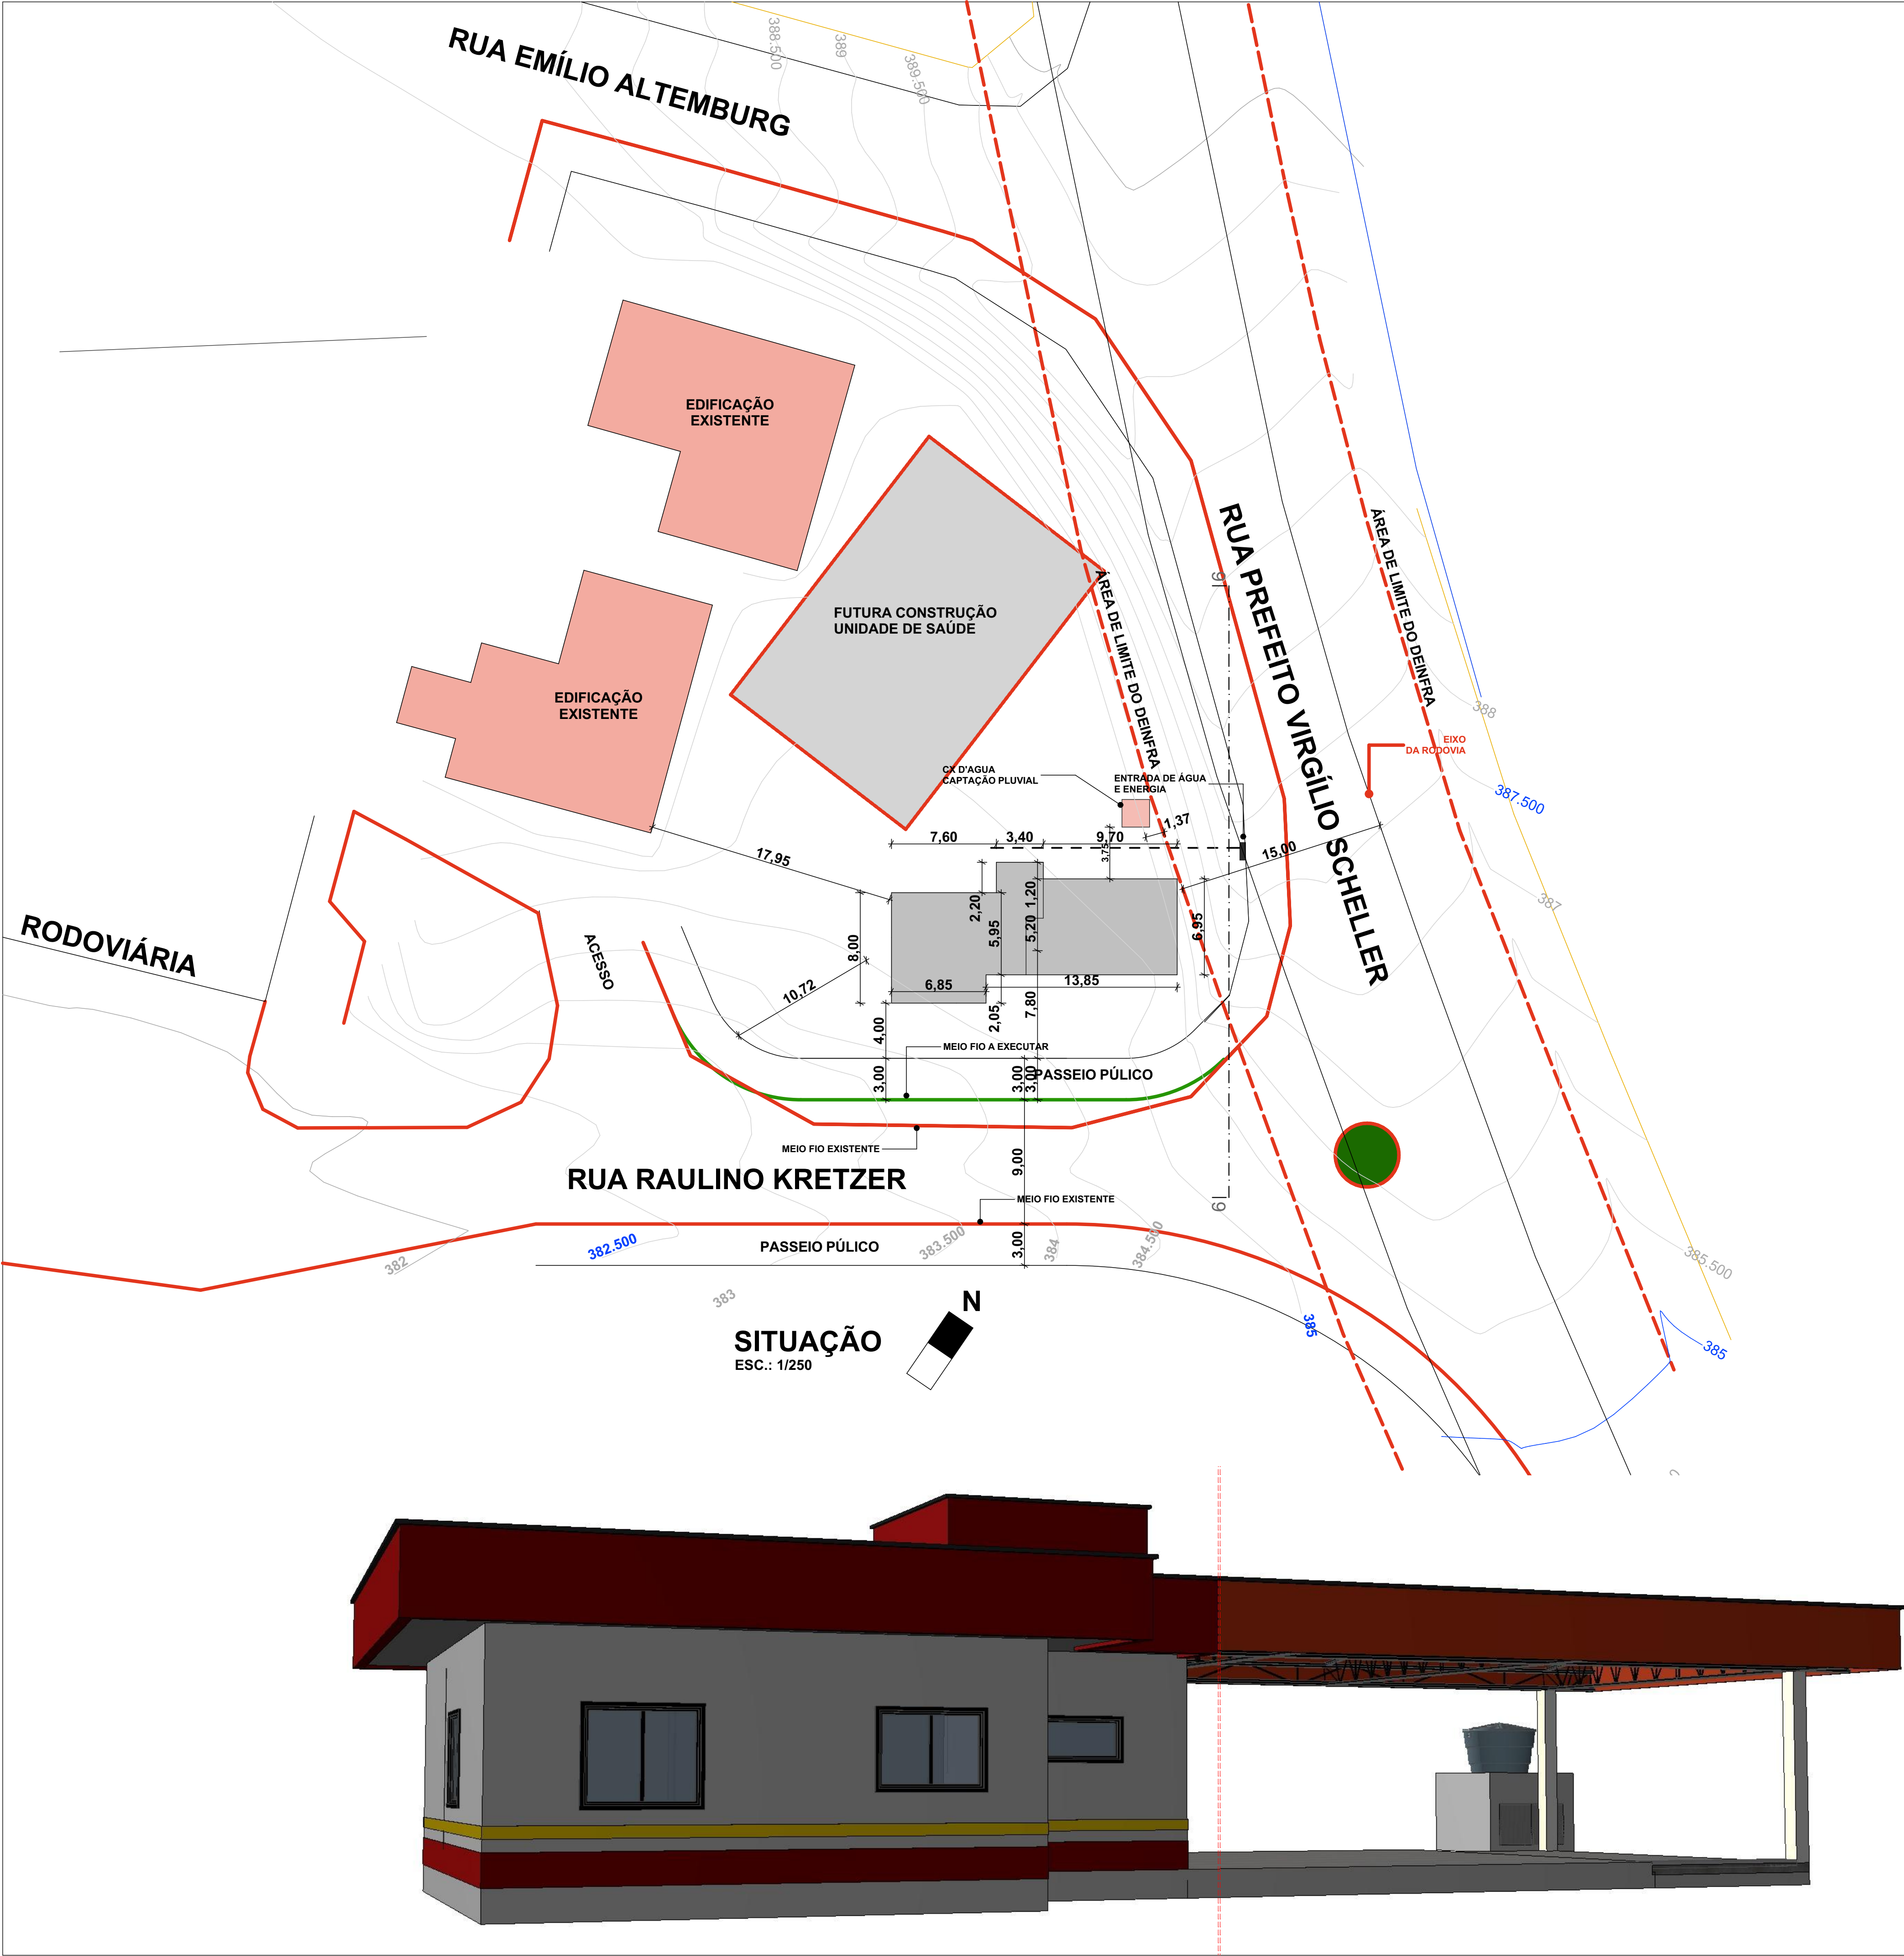 RUA EMÍLIO ALTEMBURG
388.500
389
389.500
EDIFICAÇÃO
EXISTENTE
FUTURA CONSTRUÇÃO
UNIDADE DE SAÚDE
EDIFICAÇÃO
EXISTENTE
ÁREA DE LIMITE DO DEINFRA
9
RUA PREFEITO VIRGÍLIO SCHELLER
ÁREA DE LIMITE DO DEINFRA
388
EIXO
DA RODOVIA
387.500
CX D'AGUA
CAPTAÇÃO PLUVIAL
ENTRADA DE ÁGUA
E ENERGIA
1,37
7,60
3,40
9,70
3,75
15,00
17,95
2,20
1,20
5,95
5,20
6,95
8,00
387
RODOVIÁRIA
ACESSO
10,72
6,85
13,85
4,00
2,05
7,80
MEIO FIO A EXECUTAR
3,00
3,00
3,00
PASSEIO PÚLICO
MEIO FIO EXISTENTE
9,00
RUA RAULINO KRETZER
MEIO FIO EXISTENTE
9
382
382.500
PASSEIO PÚLICO
383.500
3,00
384
384.500
385.500
383
385
385
N
SITUAÇÃO
ESC.: 1/250